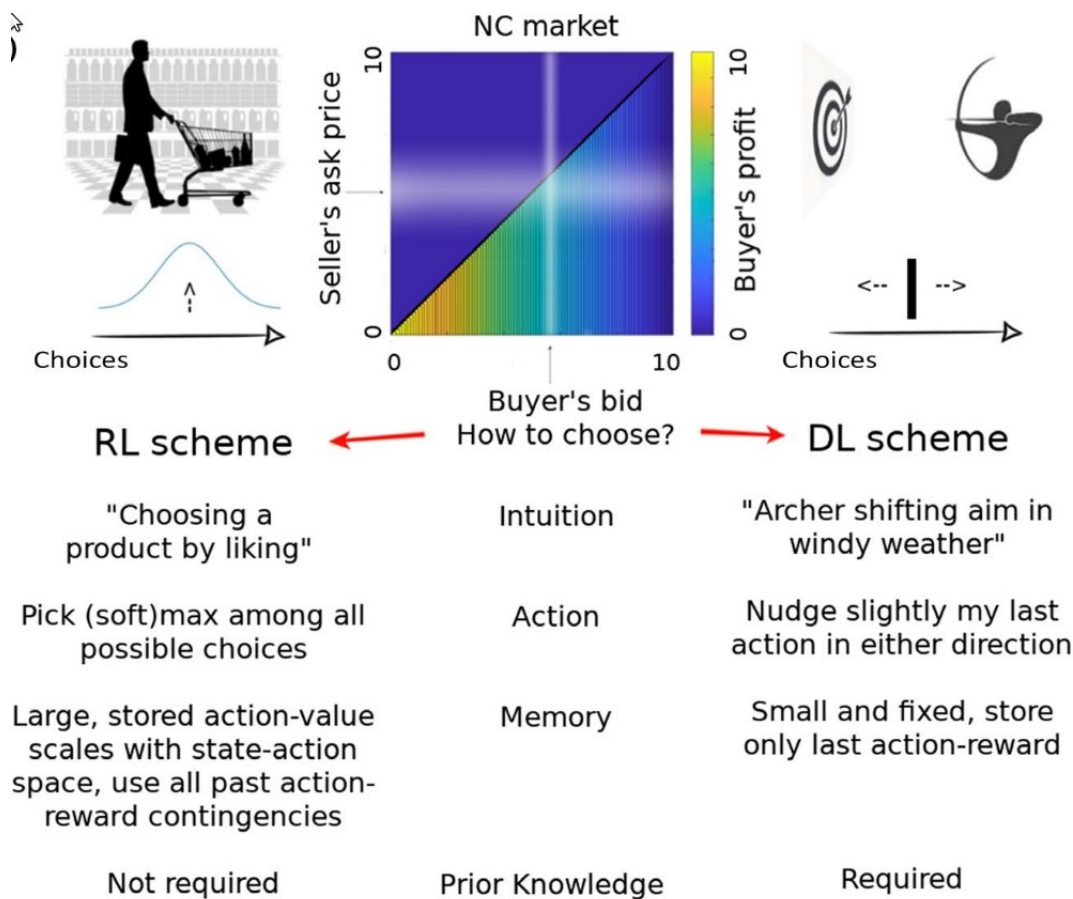 )
NC market
Seller's ask price
10
0
0
10
10
0
Buyer's profit
Choices
Choices
<-- -->
Buyer's bid
How to choose?
RL scheme
DL scheme
"Choosing a
product by liking"
Intuition
"Archer shifting aim in
windy weather"
Pick (soft)max among all
possible choices
Action
Nudge slightly my last
action in either direction
Large, stored action-value
scales with state-action
space, use all past action-
reward contingencies
Memory
Small and fixed, store
only last action-reward
Not required
Prior Knowledge
Required